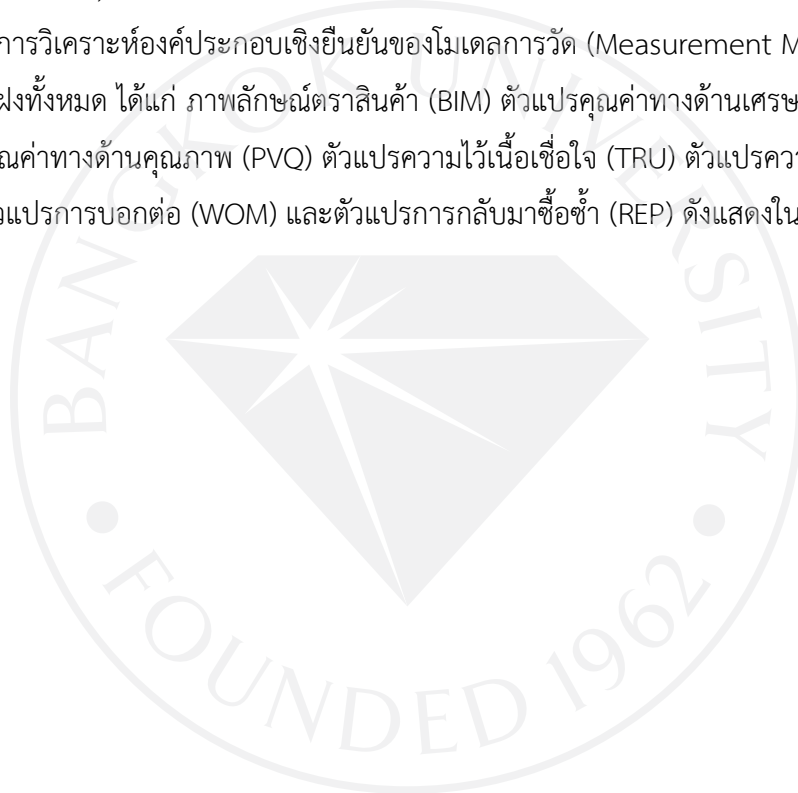 การวิเคราะห์องค์ประกอบเชิงยืนยันของโมเดลการวัด (Measurement M
ฝงทั้งหมด ได้แก่ ภาพลักษณ์ตราสินค้า (BIM) ตัวแปรคุณค่าทางด้านเศรษ
ณค่าทางด้านคุณภาพ (PVQ) ตัวแปรความไว้เนื้อเชื่อใจ (TRU) ตัวแปรควา
วแปรการบอกต่อ (WOM) และตัวแปรการกลับมาซื้อซ้ำ (REP) ดังแสดงใน
BANGKOK UNIVERSITY
FOUNDED 1962